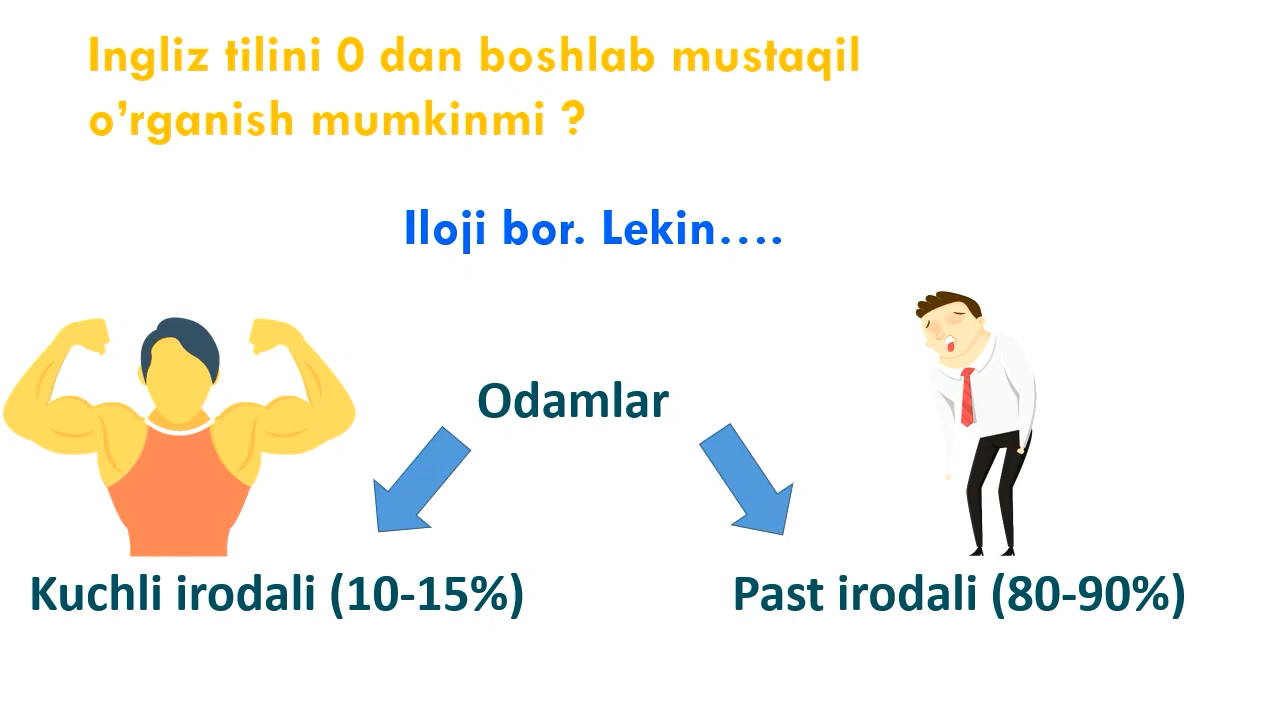 Ingliz tilini 0 dan boshlab mustaqil
o’rganish mumkinmi ?
Iloji bor. Lekin….
Odamlar
Kuchli irodali (10-15%)
Past irodali (80-90%)